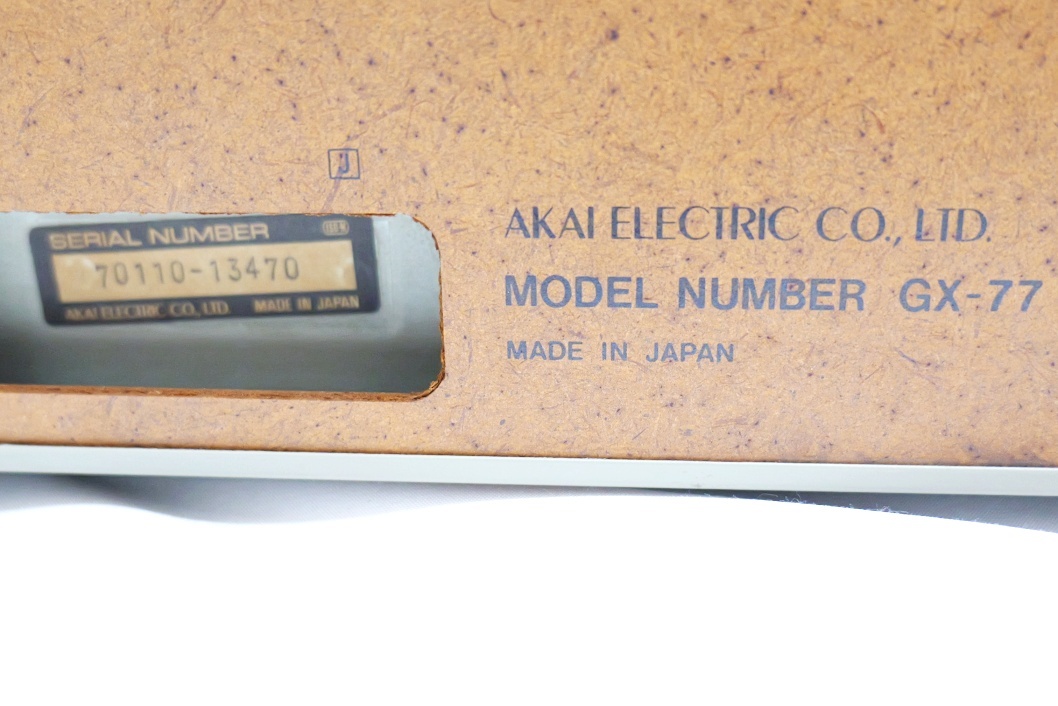 J
SERIAL NUMBER
70110-13470
AKAI ELECTRIC CO., LTD. MADE IN JAPAN
AKAI ELECTRIC CO., LTD.
MODEL NUMBER GX-77
MADE IN JAPAN